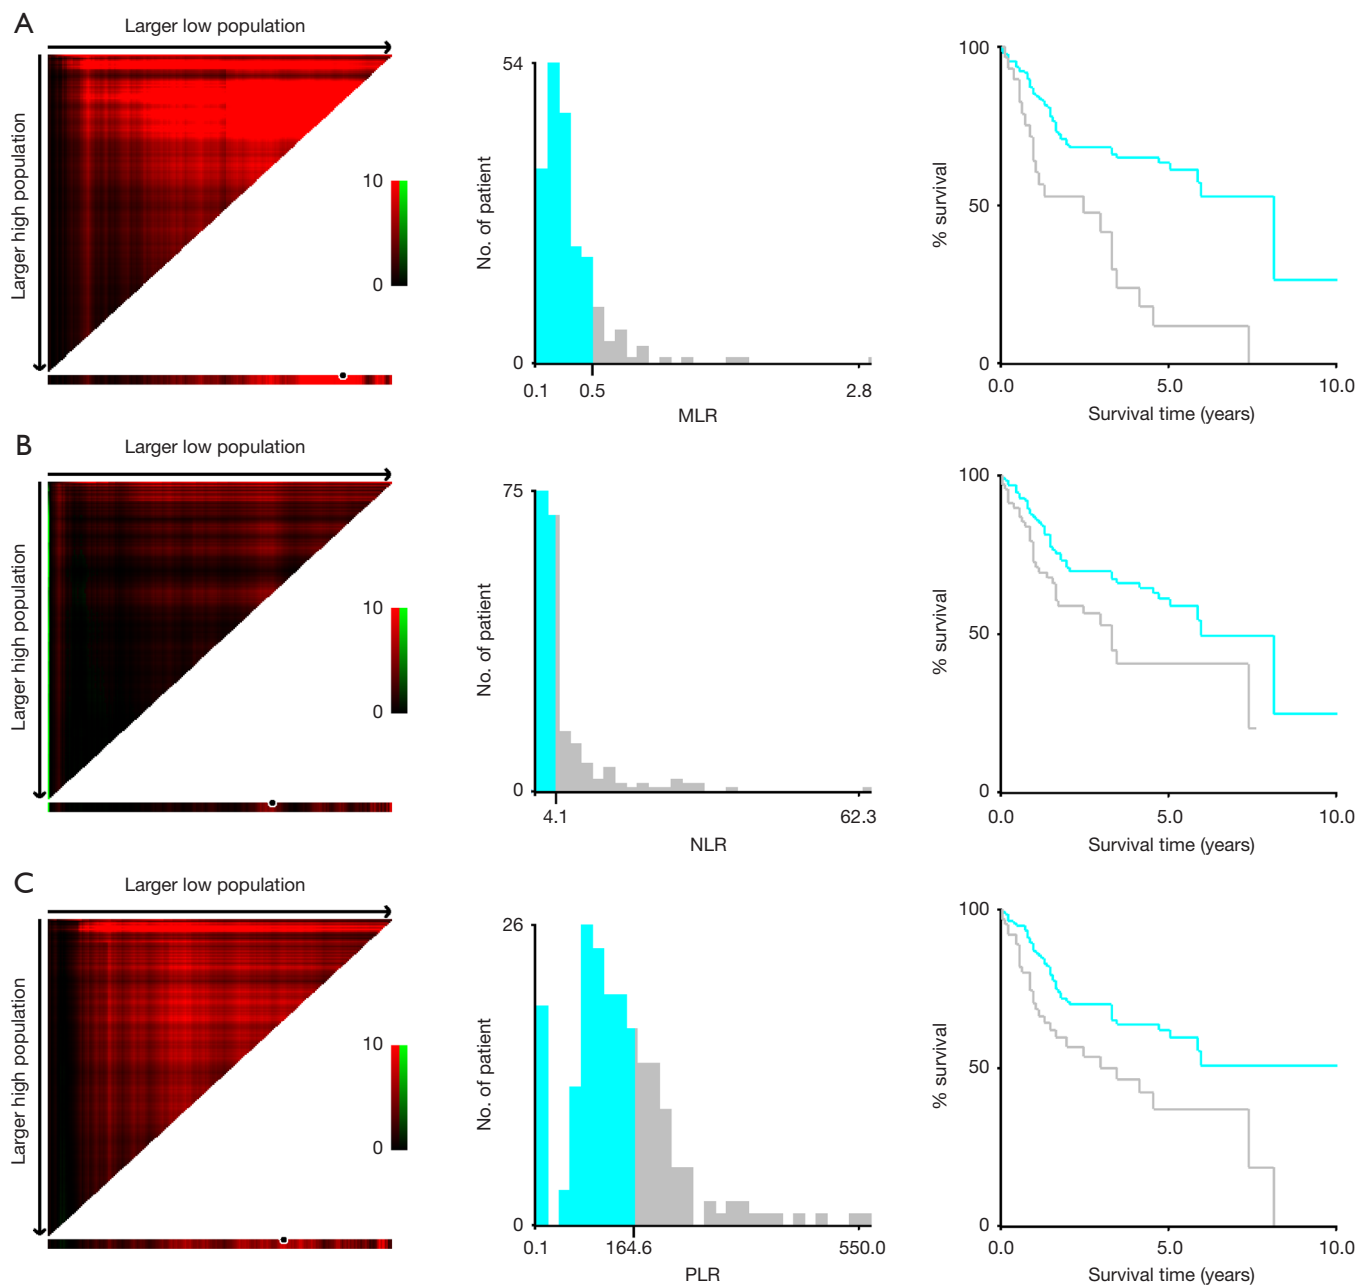 A
Larger low population
Larger high population
10
0
54
0
No. of patient
0.1
0.5
2.8
MLR
100
50
0
% survival
0.0
5.0
10.0
Survival time (years)
B
Larger low population
Larger high population
10
0
75
0
No. of patient
4.1
62.3
NLR
100
50
0
% survival
0.0
5.0
10.0
Survival time (years)
C
Larger low population
Larger high population
10
0
26
0
No. of patient
0.1
164.6
550.0
PLR
100
50
0
% survival
0.0
5.0
10.0
Survival time (years)